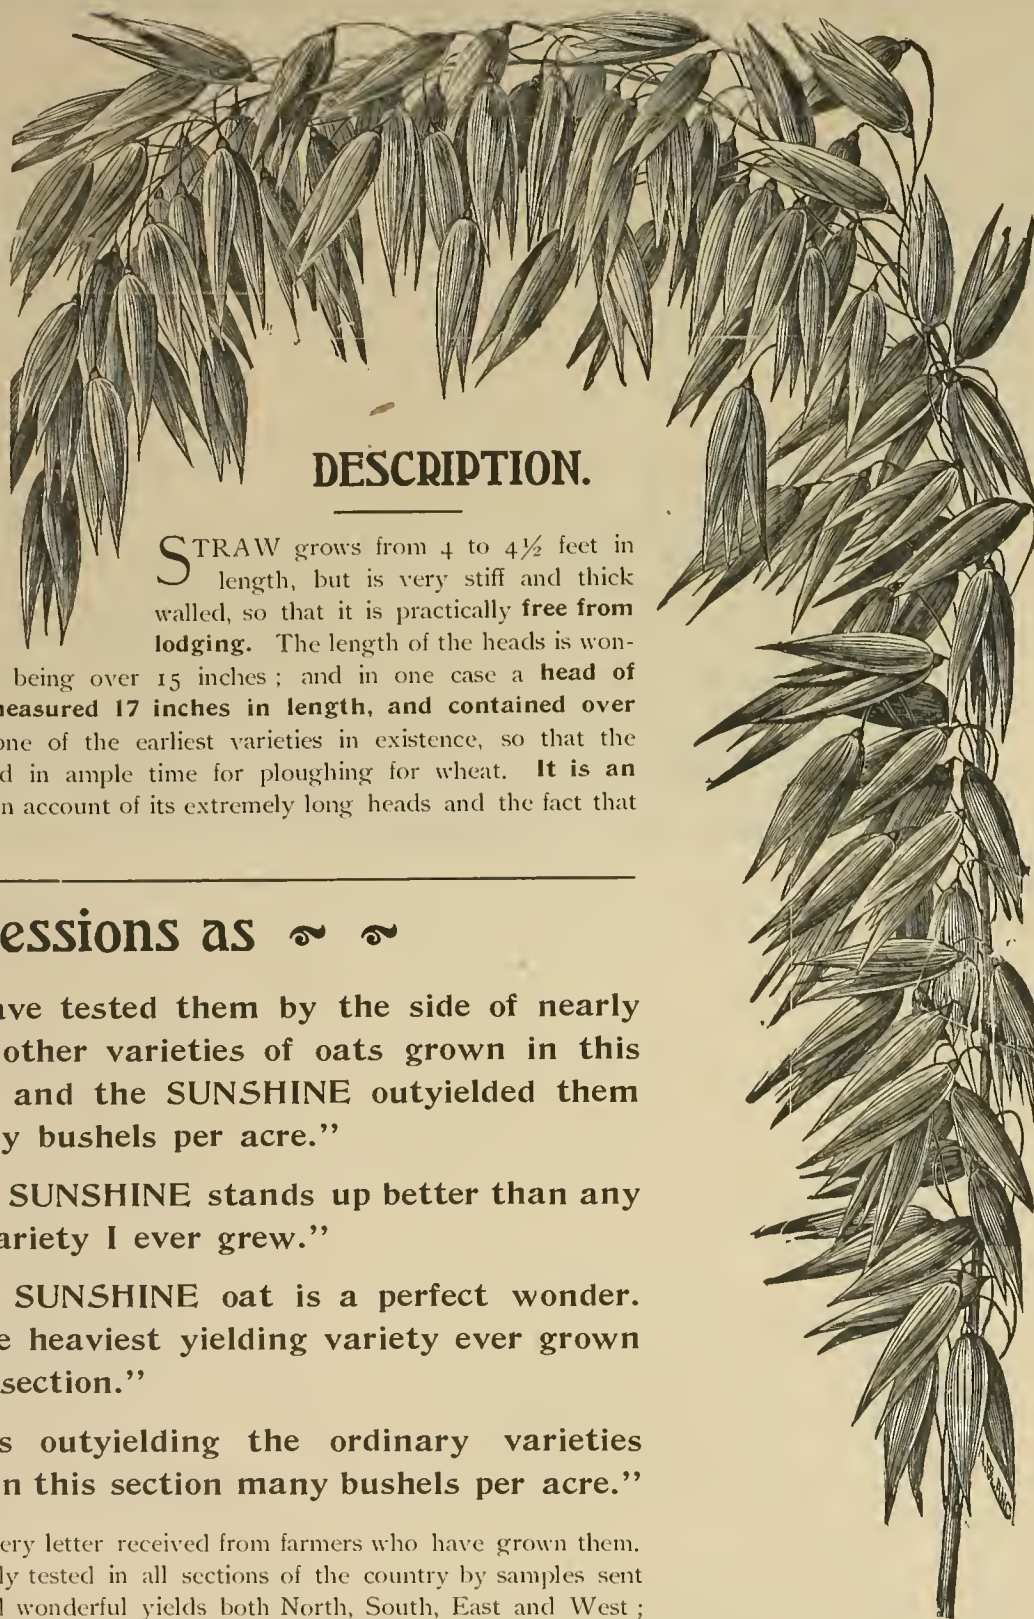 DESCRIPTION.
STRAW grows from 4 to 4½ feet in
length, but is very stiff and thick
walled, so that it is practically free from
lodging. The length of the heads is won-
being over 15 inches ; and in one case a head of
measured 17 inches in length, and contained over
one of the earliest varieties in existence, so that the
d in ample time for ploughing for wheat. It is an
n account of its extremely long heads and the fact that
essions as
ave tested them by the side of nearly
other varieties of oats grown in this
and the SUNSHINE outyielded them
y bushels per acre.”
SUNSHINE stands up better than any
ariety I ever grew.”
SUNSHINE oat is a perfect wonder.
e heaviest yielding variety ever grown
section.”
s outyielding the ordinary varieties
n this section many bushels per acre.”
A. BLANC
ery letter received from farmers who have grown them.
ly tested in all sections of the country by samples sent
l wonderful yields both North, South, East and West ;